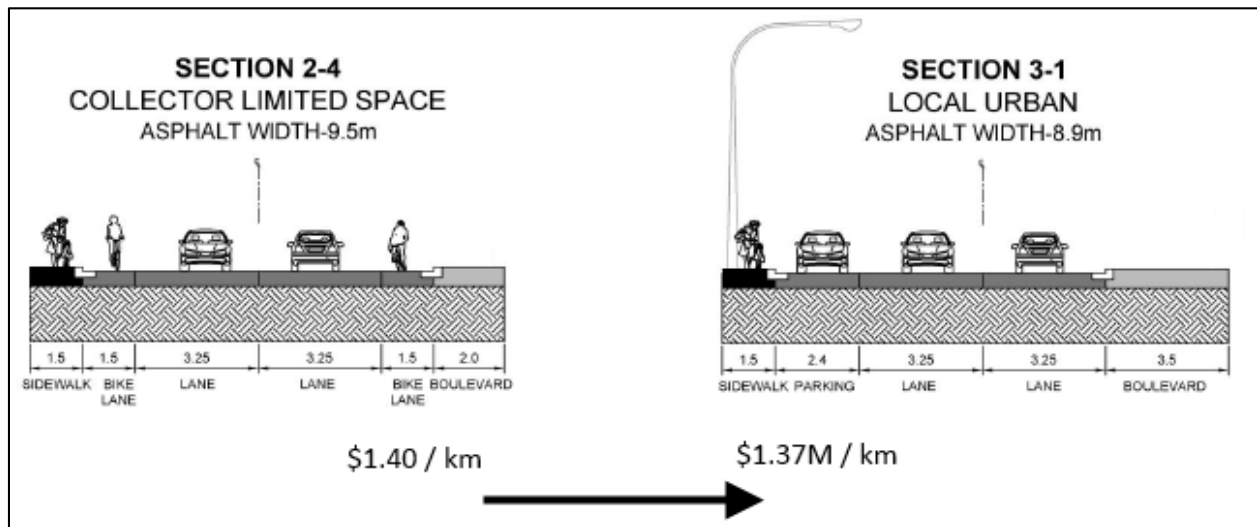 SECTION 2-4
COLLECTOR LIMITED SPACE
ASPHALT WIDTH-9.5m
1.5 1.5 3.25 3.25 1.5 2.0
SIDEWALK BIKE LANE LANE LANE BIKE LANE BOULEVARD
$1.40 / km
SECTION 3-1
LOCAL URBAN
ASPHALT WIDTH-8.9m
1.5 2.4 3.25 3.25 3.5
SIDEWALK PARKING LANE LANE BOULEVARD
$1.37M / km